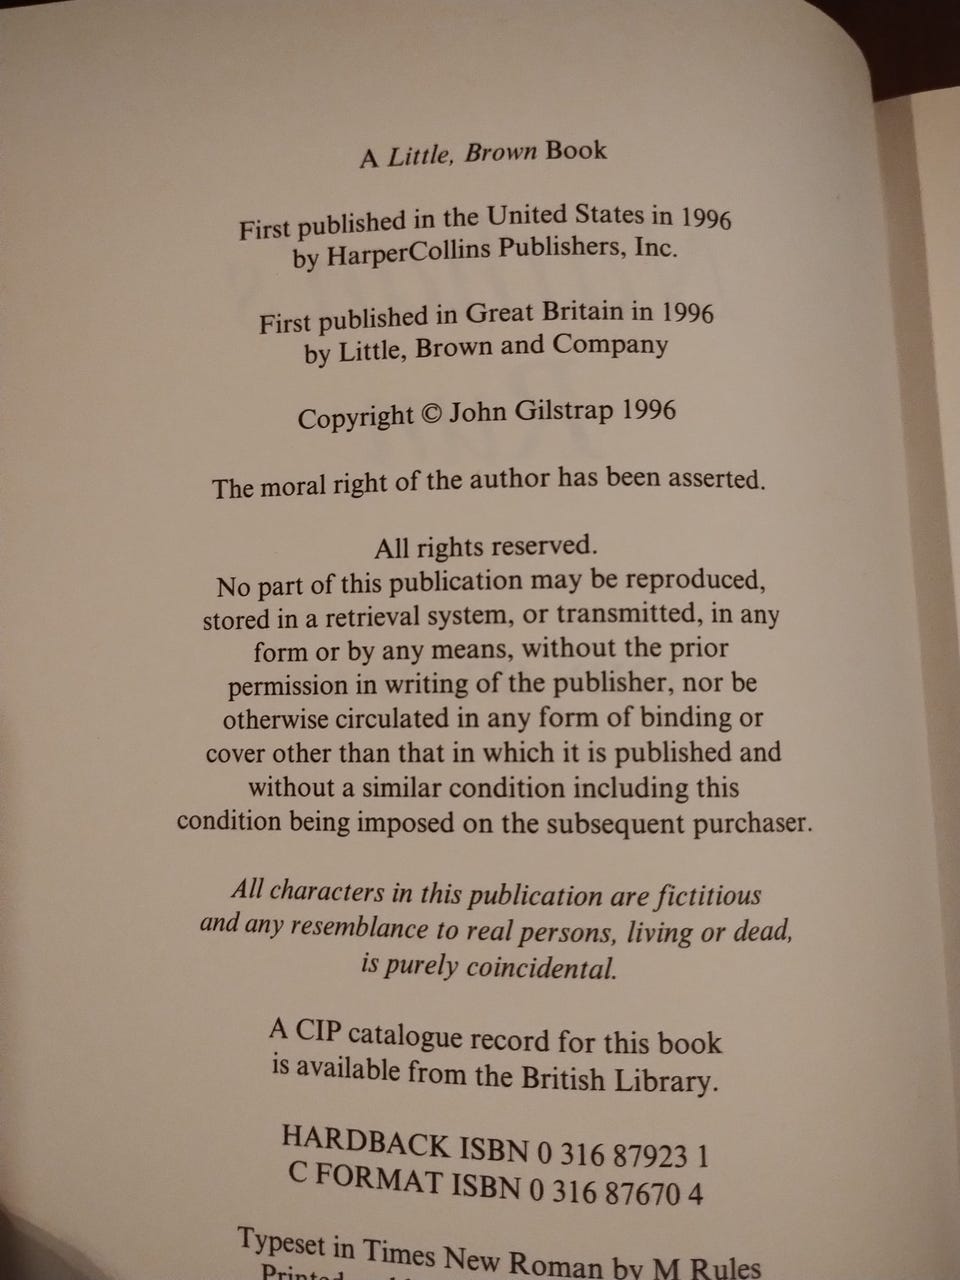 A Little, Brown Book
First published in the United States in 1996
by HarperCollins Publishers, Inc.
First published in Great Britain in 1996
by Little, Brown and Company
Copyright © John Gilstrap 1996
The moral right of the author has been asserted.
All rights reserved.
No part of this publication may be reproduced,
stored in a retrieval system, or transmitted, in any
form or by any means, without the prior
permission in writing of the publisher, nor be
otherwise circulated in any form of binding or
cover other than that in which it is published and
without a similar condition including this
condition being imposed on the subsequent purchaser.
All characters in this publication are fictitious
and any resemblance to real persons, living or dead,
is purely coincidental.
A CIP catalogue record for this book
is available from the British Library.
HARDBACK ISBN 0 316 87923 1
C FORMAT ISBN 0 316 87670 4
Typeset in Times New Roman by M Rules
Printed